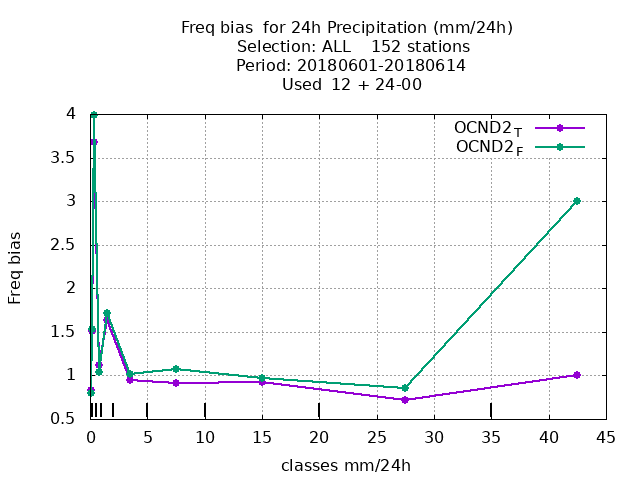 Freq bias  for 24h Precipitation (mm/24h)
Selection: ALL    152 stations
Period: 20180601-20180614
Used  12 + 24-00
OCND2_T
OCND2_F
4
3.5
3
2.5
2
1.5
1
0.5
Freq bias
0 5 10 15 20 25 30 35 40 45
classes mm/24h